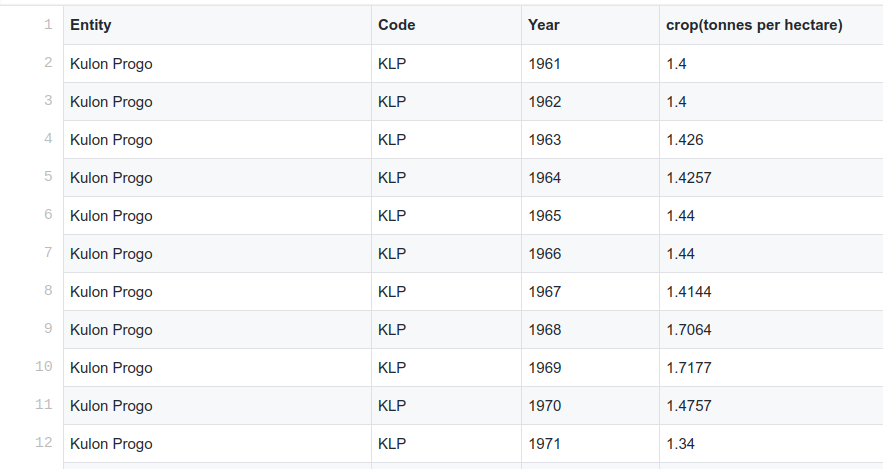 1 Entity Code Year crop(tonnes per hectare)
2 Kulon Progo KLP 1961 1.4
3 Kulon Progo KLP 1962 1.4
4 Kulon Progo KLP 1963 1.426
5 Kulon Progo KLP 1964 1.4257
6 Kulon Progo KLP 1965 1.44
7 Kulon Progo KLP 1966 1.44
8 Kulon Progo KLP 1967 1.4144
9 Kulon Progo KLP 1968 1.7064
10 Kulon Progo KLP 1969 1.7177
11 Kulon Progo KLP 1970 1.4757
12 Kulon Progo KLP 1971 1.34